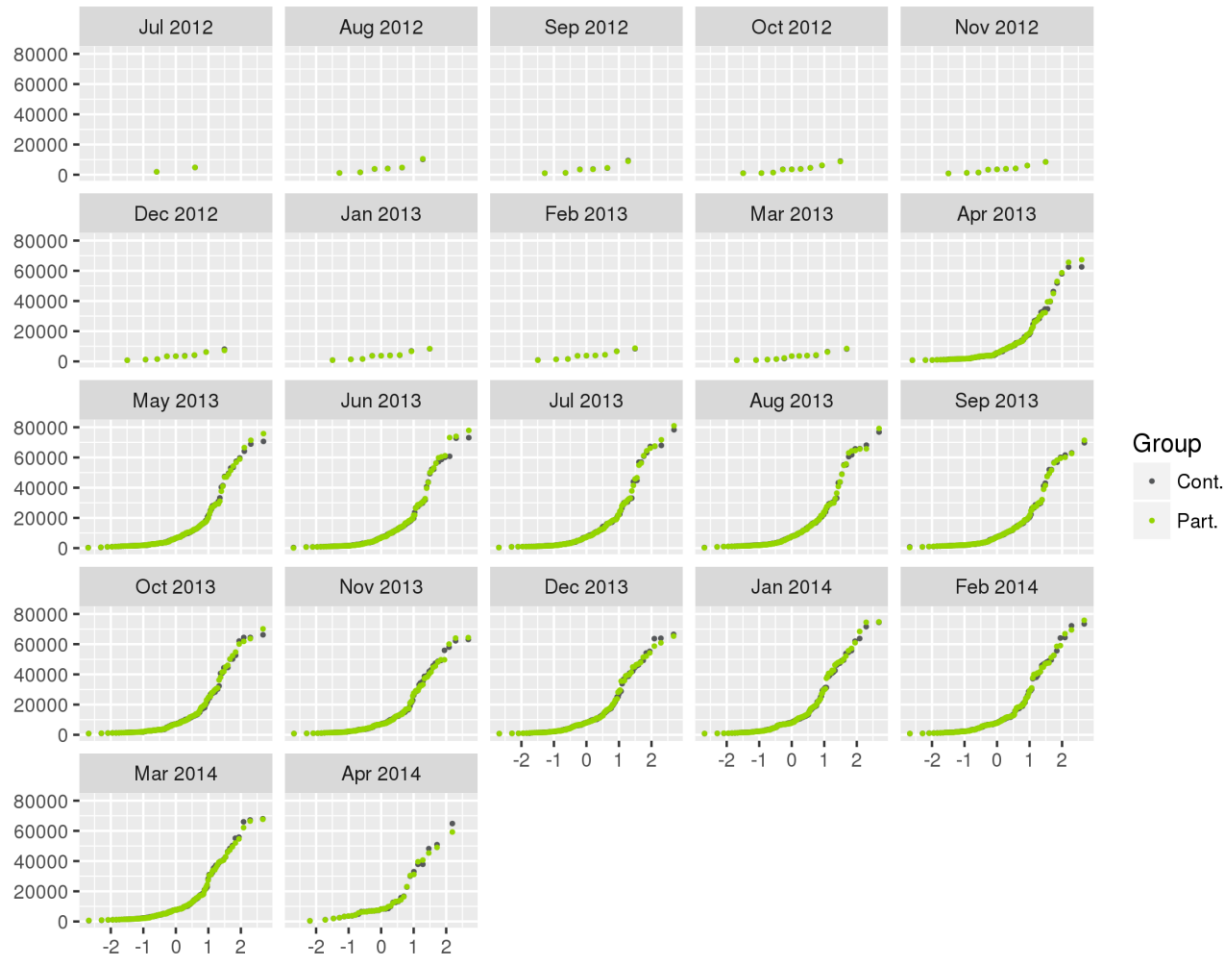 Jul 2012 Aug 2012 Sep 2012 Oct 2012 Nov 2012
80000
60000
40000
20000
0
Dec 2012 Jan 2013 Feb 2013 Mar 2013 Apr 2013
80000
60000
40000
20000
0
May 2013 Jun 2013 Jul 2013 Aug 2013 Sep 2013
80000
60000
40000
20000
0
Group
Cont.
Part.
Oct 2013 Nov 2013 Dec 2013 Jan 2014 Feb 2014
80000
60000
40000
20000
0
-2 -1 0 1 2 -2 -1 0 1 2 -2 -1 0 1 2
Mar 2014 Apr 2014
80000
60000
40000
20000
0
-2 -1 0 1 2 -2 -1 0 1 2